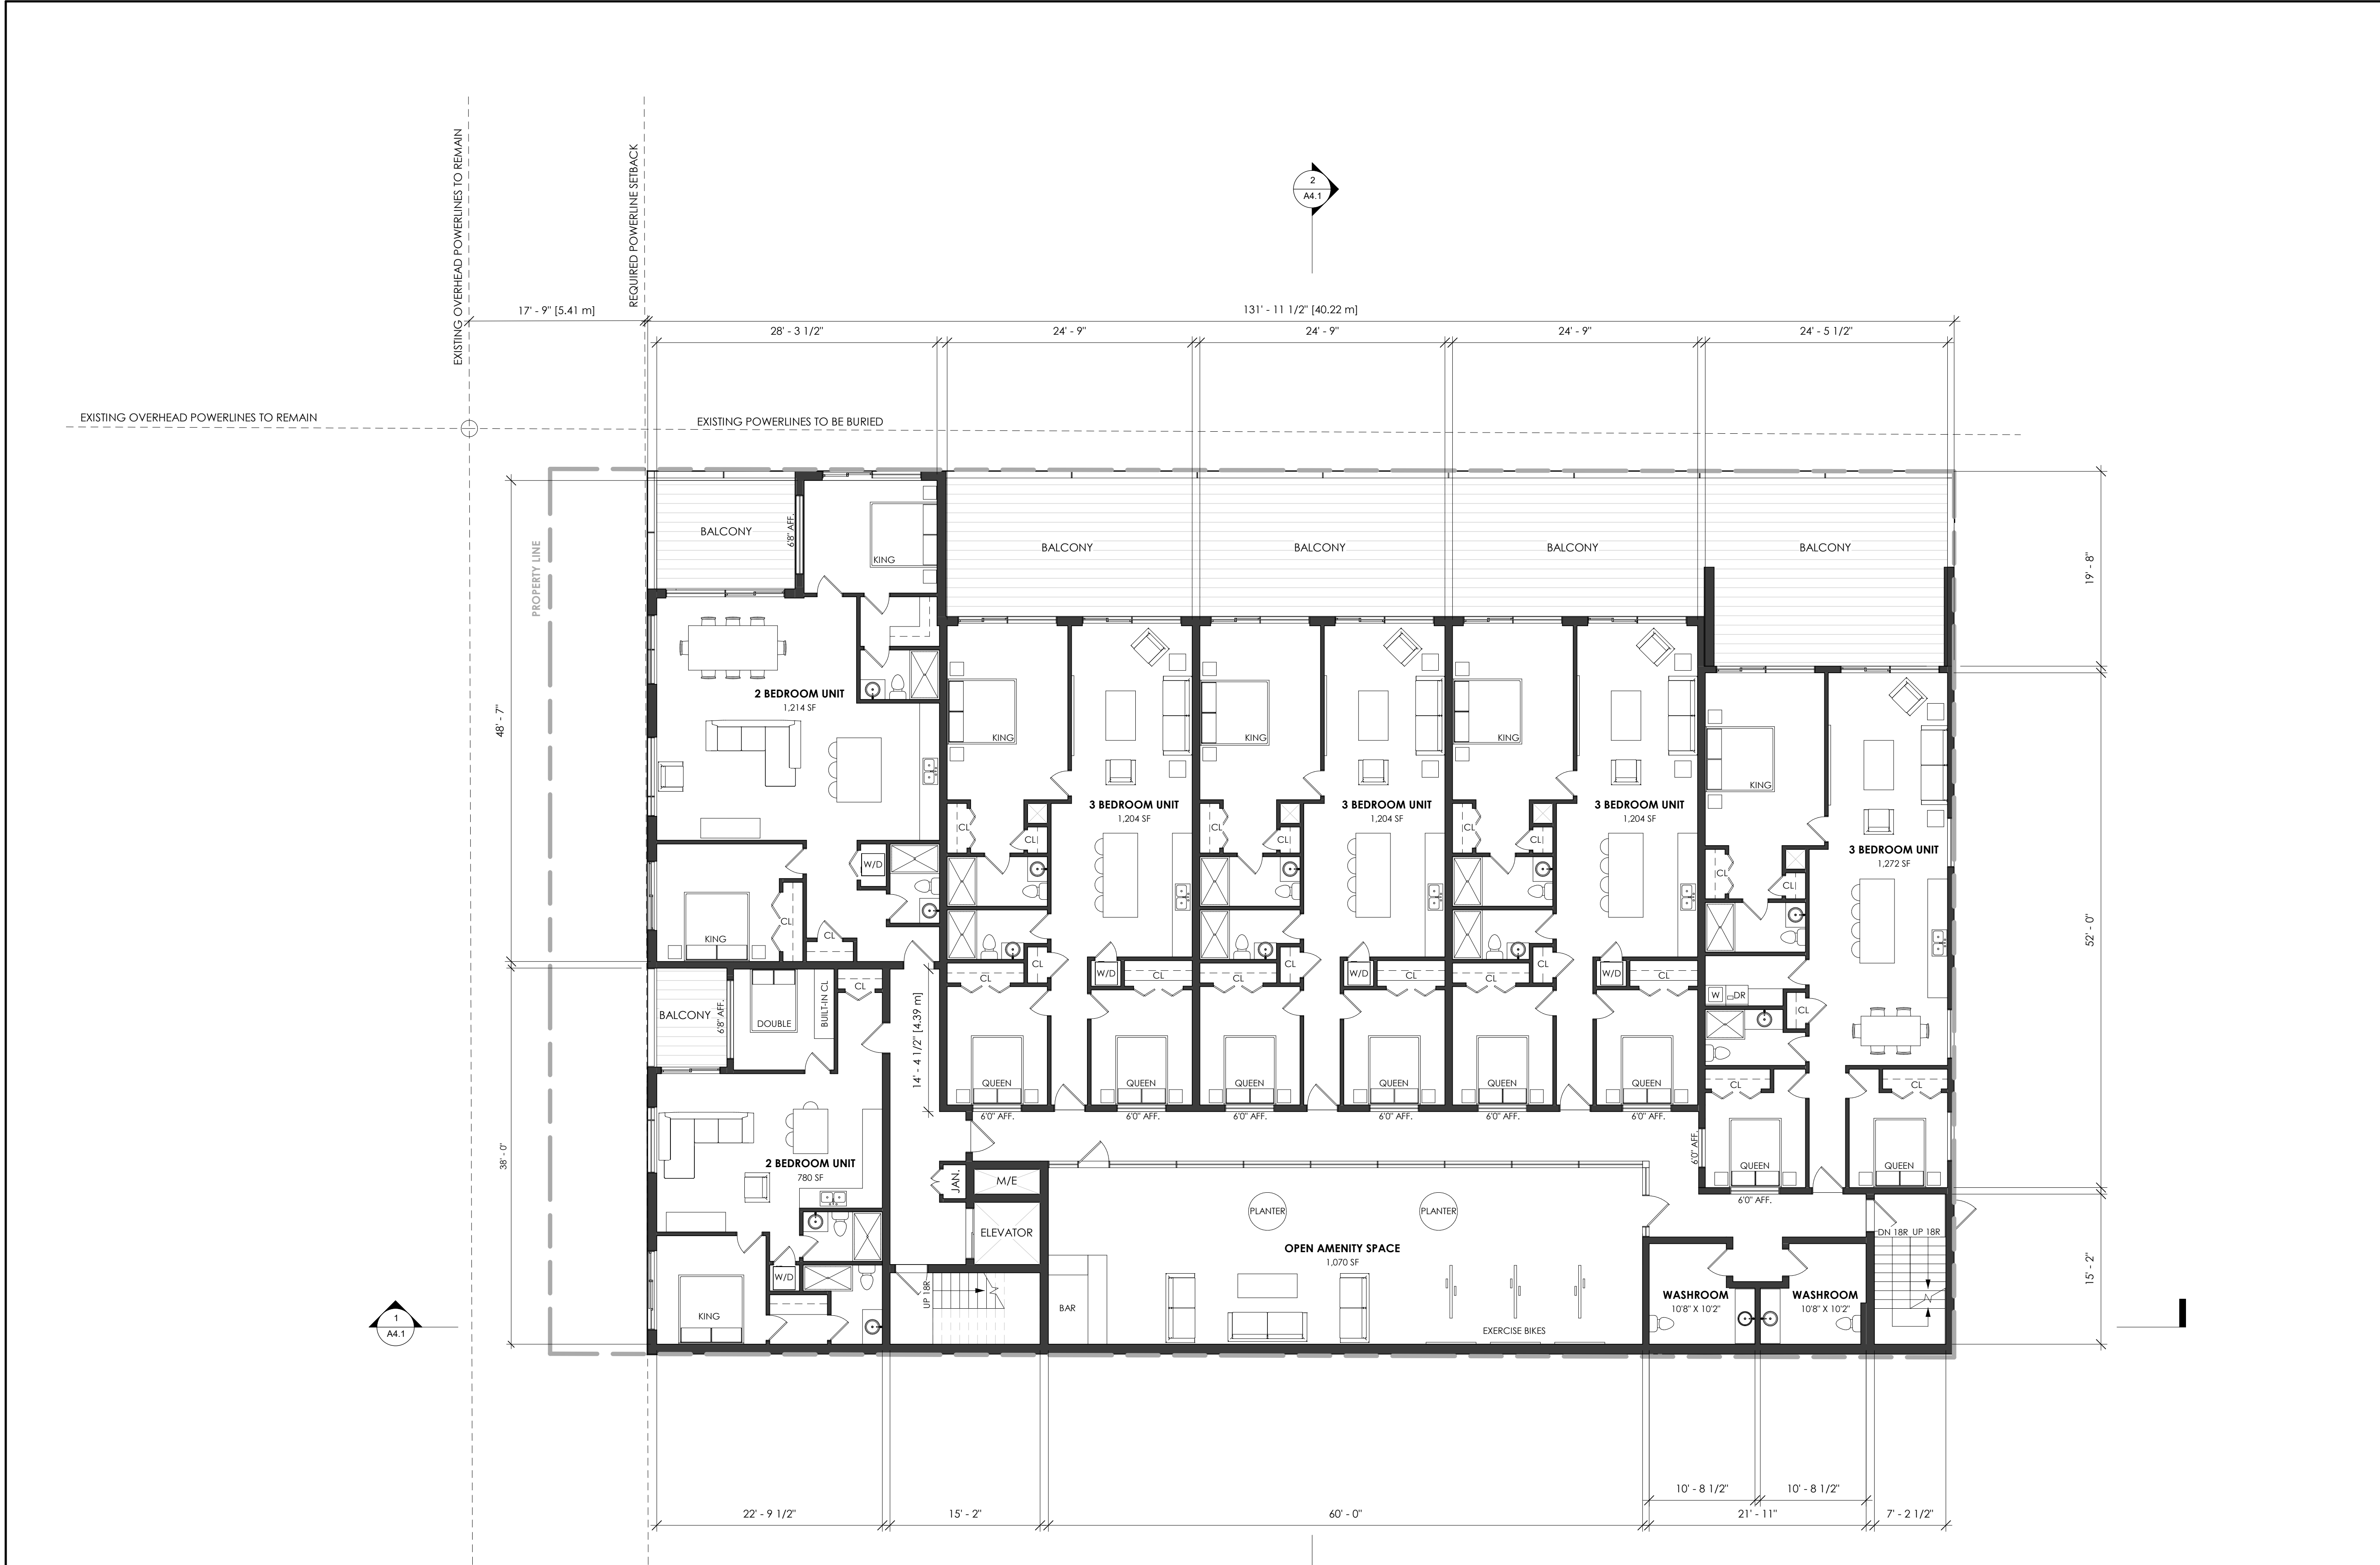 EXISTING OVERHEAD POWERLINES TO REMAIN
REQUIRED POWERLINE SETBACK
2
A4.1
17' - 9" [5.41 m]
131' - 11 1/2" [40.22 m]
28' - 3 1/2"
24' - 9"
24' - 9"
24' - 9"
24' - 5 1/2"
EXISTING OVERHEAD POWERLINES TO REMAIN
EXISTING POWERLINES TO BE BURIED
PROPERTY LINE
BALCONY
6'8" AFF.
KING
BALCONY
BALCONY
BALCONY
BALCONY
19' - 8"
48' - 7"
2 BEDROOM UNIT
1,214 SF
KING
KING
KING
KING
3 BEDROOM UNIT
1,204 SF
3 BEDROOM UNIT
1,204 SF
3 BEDROOM UNIT
1,204 SF
3 BEDROOM UNIT
1,272 SF
CL
CL
CL
CL
CL
CL
CL
CL
W/D
CL
KING
CL
52' - 0"
CL
CL
W/D
CL
CL
CL
W/D
CL
CL
CL
W/D
CL
W
DR
CL
BALCONY
6'8" AFF.
DOUBLE
BUILT-IN CL
CL
14' - 4 1/2" [4.39 m]
QUEEN
QUEEN
QUEEN
QUEEN
QUEEN
QUEEN
CL
CL
6'0" AFF.
6'0" AFF.
6'0" AFF.
6'0" AFF.
6'0" AFF.
6'0" AFF.
6'0" AFF.
QUEEN
QUEEN
6'0" AFF.
38' - 0"
2 BEDROOM UNIT
780 SF
JAN.
M/E
ELEVATOR
PLANTER
PLANTER
OPEN AMENITY SPACE
1,070 SF
DN 18R
UP 18R
15' - 2"
W/D
UP 18R
BAR
WASHROOM
10'8" X 10'2"
WASHROOM
10'8" X 10'2"
KING
EXERCISE BIKES
1
A4.1
10' - 8 1/2"
10' - 8 1/2"
22' - 9 1/2"
15' - 2"
60' - 0"
21' - 11"
7' - 2 1/2"